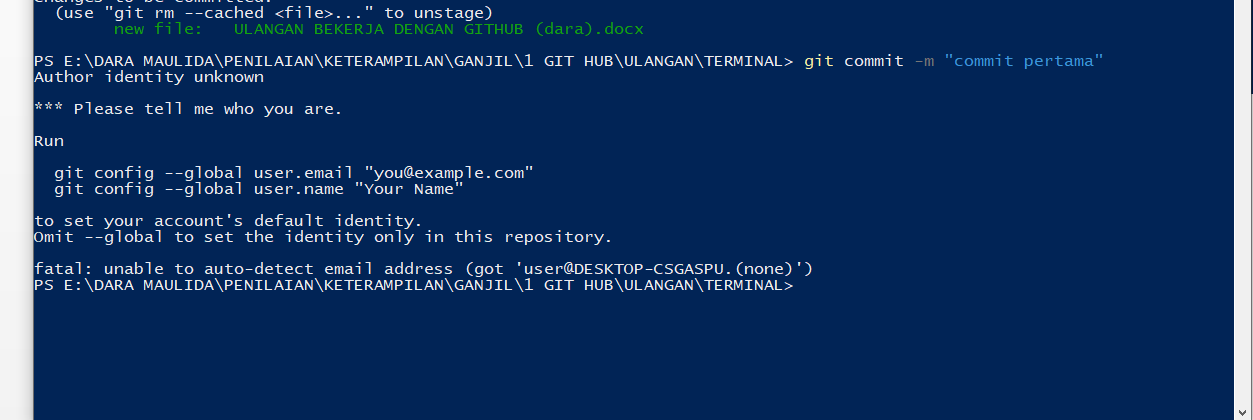 changes to be committed:
(use "git rm --cached <file>..." to unstage)
new file: ULANGAN BEKERJA DENGAN GITHUB (dara).docx
PS E:\DARA MAULIDA\PENILAIAN\KETERAMPILAN\GANJIL\1 GIT HUB\ULANGAN\TERMINAL> git commit -m "commit pertama"
Author identity unknown
*** Please tell me who you are.
Run
git config --global user.email "you@example.com"
git config --global user.name "Your Name"
to set your account's default identity.
Omit --global to set the identity only in this repository.
fatal: unable to auto-detect email address (got 'user@DESKTOP-CSGASPU.(none)')
PS E:\DARA MAULIDA\PENILAIAN\KETERAMPILAN\GANJIL\1 GIT HUB\ULANGAN\TERMINAL>